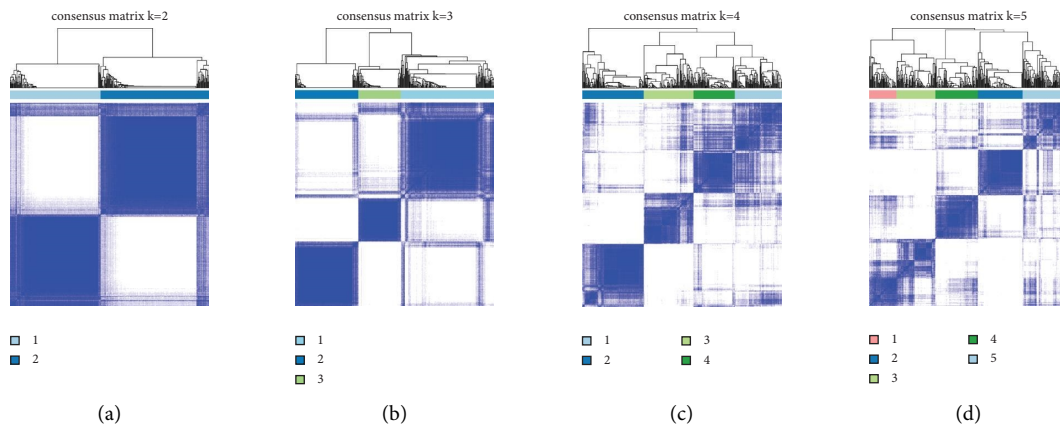 consensus matrix k=2
consensus matrix k=3
consensus matrix k=4
consensus matrix k=5
1
2
1
2
3
1
2
3
4
1
2
3
4
5
(a)
(b)
(c)
(d)